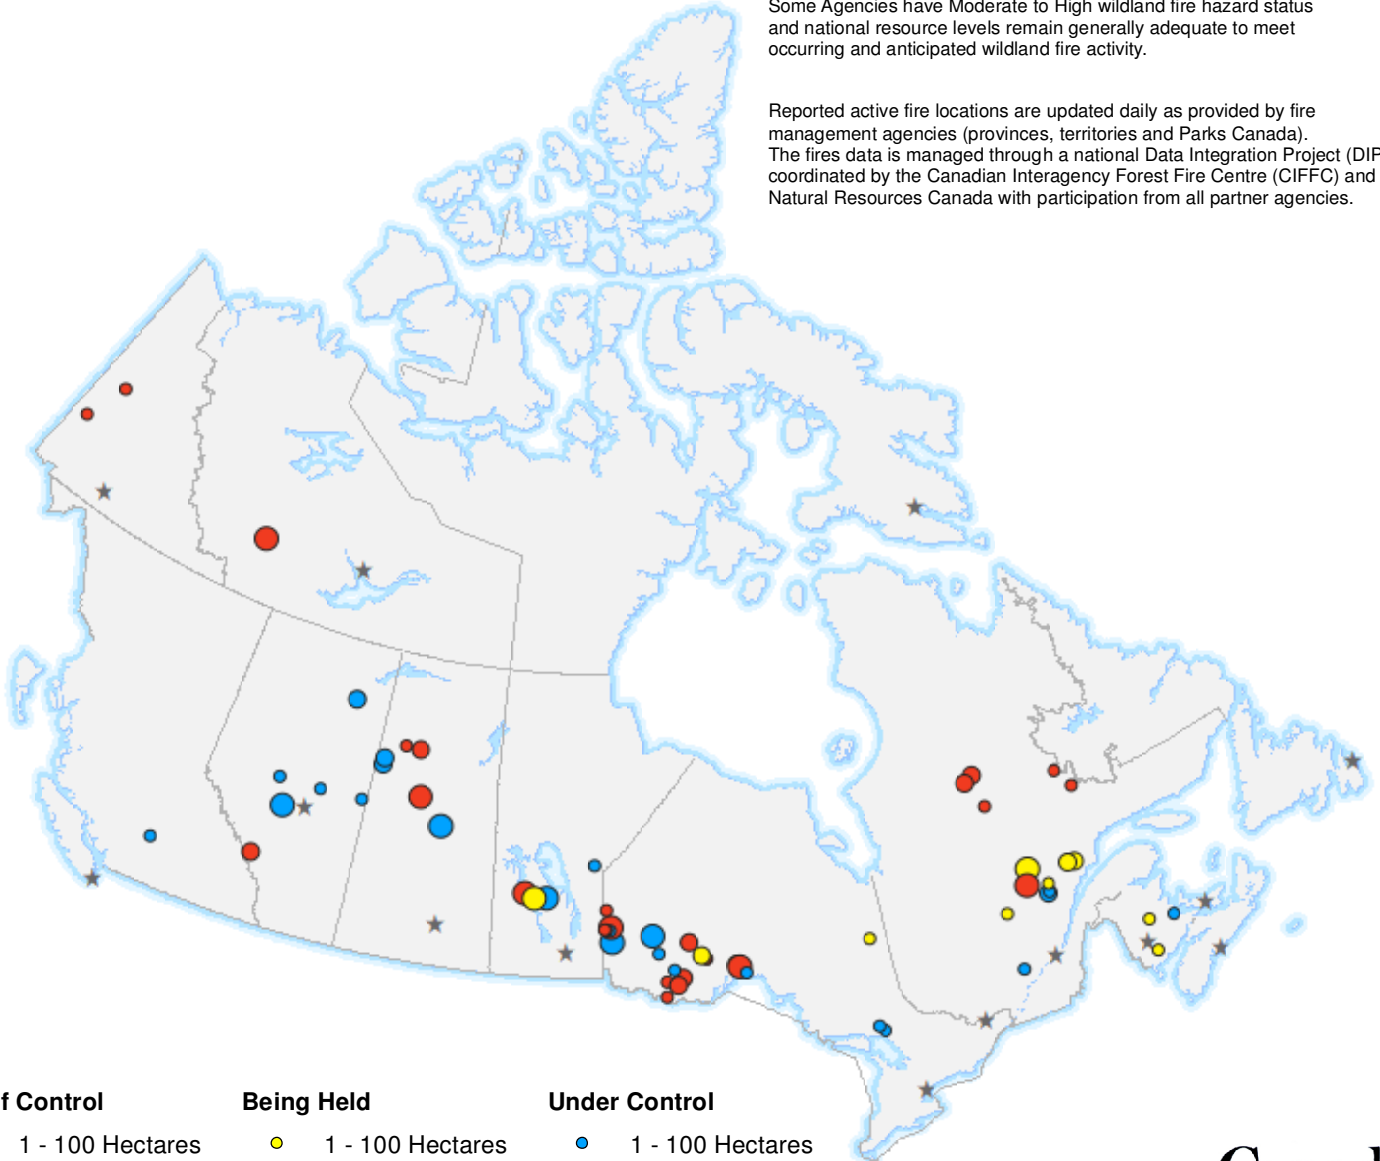 Some Agencies have Moderate to High wildland fire hazard status
and national resource levels remain generally adequate to meet
occurring and anticipated wildland fire activity.
Reported active fire locations are updated daily as provided by fire
management agencies (provinces, territories and Parks Canada).
The fires data is managed through a national Data Integration Project (DIP
coordinated by the Canadian Interagency Forest Fire Centre (CIFFC) and
Natural Resources Canada with participation from all partner agencies.
f Control Being Held Under Control
1 - 100 Hectares 1 - 100 Hectares 1 - 100 Hectares